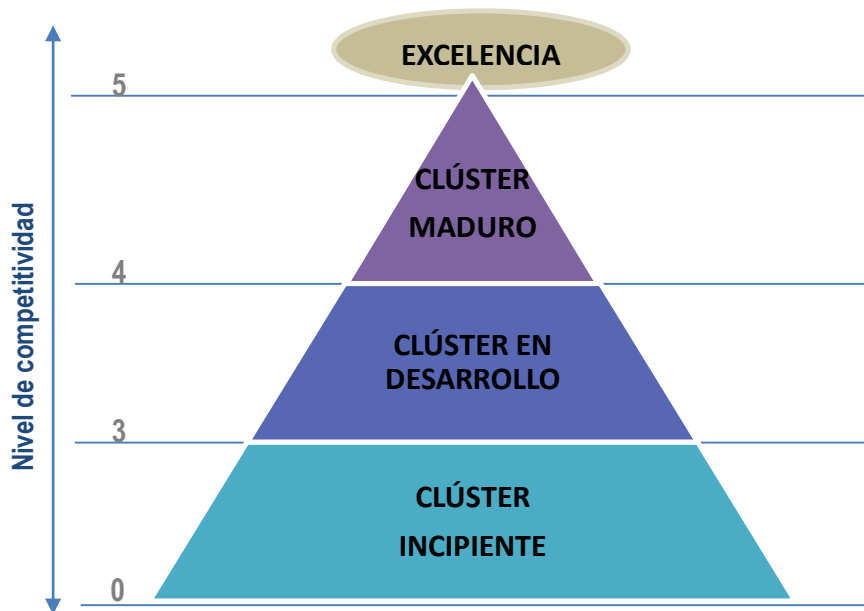 EXCELENCIA
5
CLÚSTER
MADURO
4
CLÚSTER EN
DESARROLLO
3
CLÚSTER
INCIPIENTE
0
Nivel de competitividad